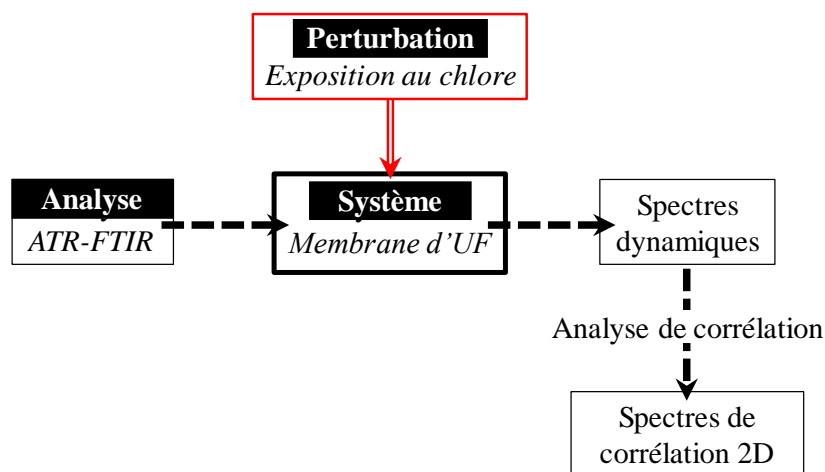 Perturbation
Exposition au chlore
Analyse
ATR-FTIR
Système
Membrane d’UF
Spectres
dynamiques
Analyse de corrélation
Spectres de
corrélation 2D